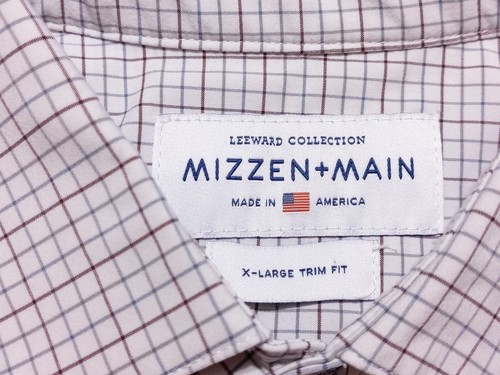 LEEWARD COLLECTION
MIZZEN+MAIN
MADE IN AMERICA
X-LARGE TRIM FIT